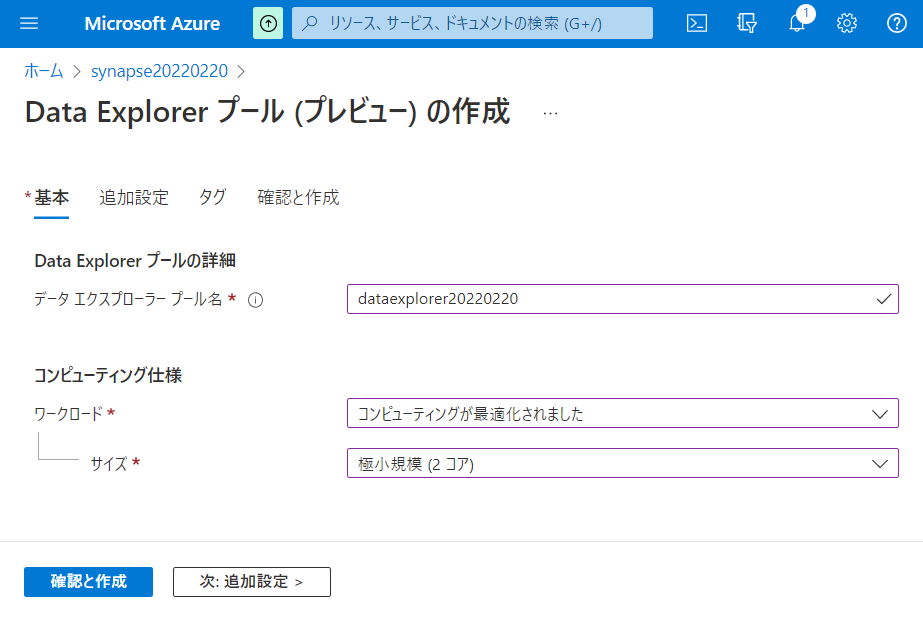 Microsoft Azure
リソース、サービス、ドキュメントの検索 (G+/)
1
ホーム > synapse20220220 >
Data Explorer プール (プレビュー) の作成 ...
* 基本 追加設定 タグ 確認と作成
Data Explorer プールの詳細
データ エクスプローラー プール名 *
dataexplorer20220220
コンピューティング仕様
ワークロード *
コンピューティングが最適化されました
サイズ *
極小規模 (2 コア)
確認と作成
次: 追加設定 >